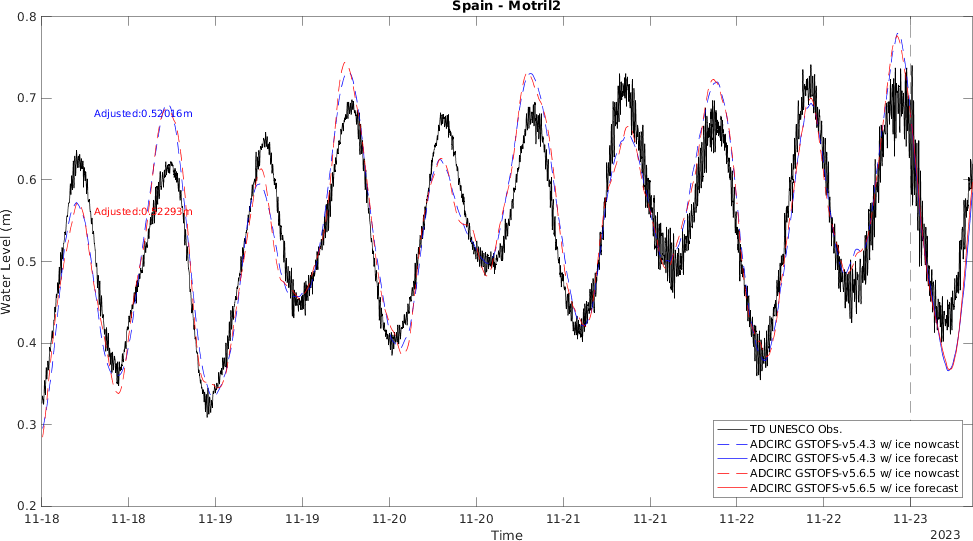 Spain - Motril2
0.8
0.7
0.6
0.5
0.4
0.3
0.2
Water Level (m)
Adjusted:0.52016m
Adjusted:0.52293m
TD UNESCO Obs.
ADCIRC GSTOFS-v5.4.3 w/ ice nowcast
ADCIRC GSTOFS-v5.4.3 w/ ice forecast
ADCIRC GSTOFS-v5.6.5 w/ ice nowcast
ADCIRC GSTOFS-v5.6.5 w/ ice forecast
11-18 11-18 11-19 11-19 11-20 11-20 11-21 11-21 11-22 11-22 11-23
Time
2023